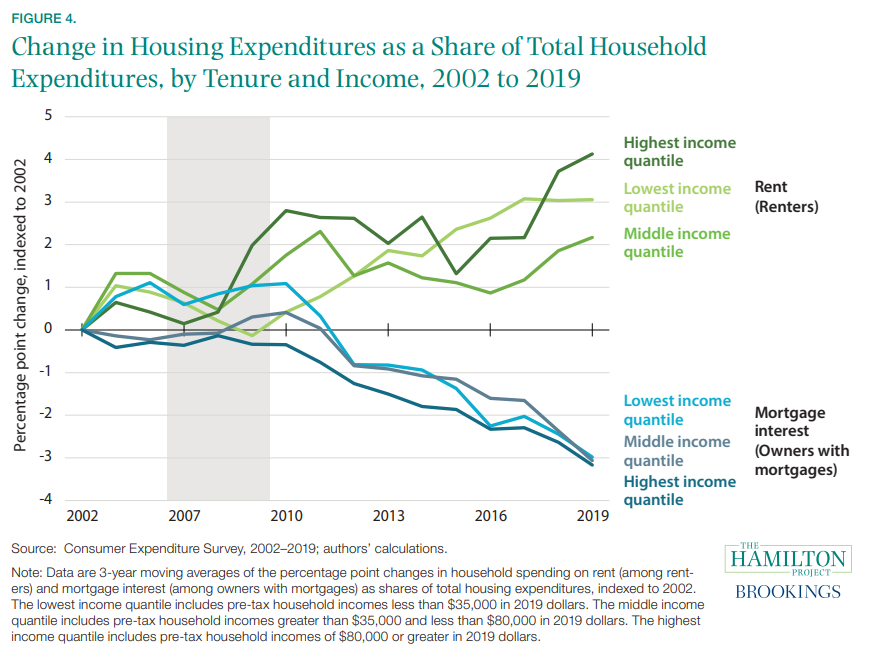 FIGURE 4.
Change in Housing Expenditures as a Share of Total Household
Expenditures, by Tenure and Income, 2002 to 2019
Percentage point change, indexed to 2002
5
4
3
2
1
0
-1
-2
-3
-4
2002
2007
2010
2013
2016
2019
Highest income
quantile
Lowest income
quantile
Middle income
quantile
Rent
(Renters)
Lowest income
quantile
Middle income
quantile
Highest income
quantile
Mortgage
interest
(Owners with
mortgages)
Source: Consumer Expenditure Survey, 2002–2019; authors' calculations.
Note: Data are 3-year moving averages of the percentage point changes in household spending on rent (among rent-
ers) and mortgage interest (among owners with mortgages) as shares of total housing expenditures, indexed to 2002.
The lowest income quantile includes pre-tax household incomes less than $35,000 in 2019 dollars. The middle income
quantile includes pre-tax household incomes greater than $35,000 and less than $80,000 in 2019 dollars. The highest
income quantile includes pre-tax household incomes of $80,000 or greater in 2019 dollars.
THE
HAMILTON
PROJECT
BROOKINGS